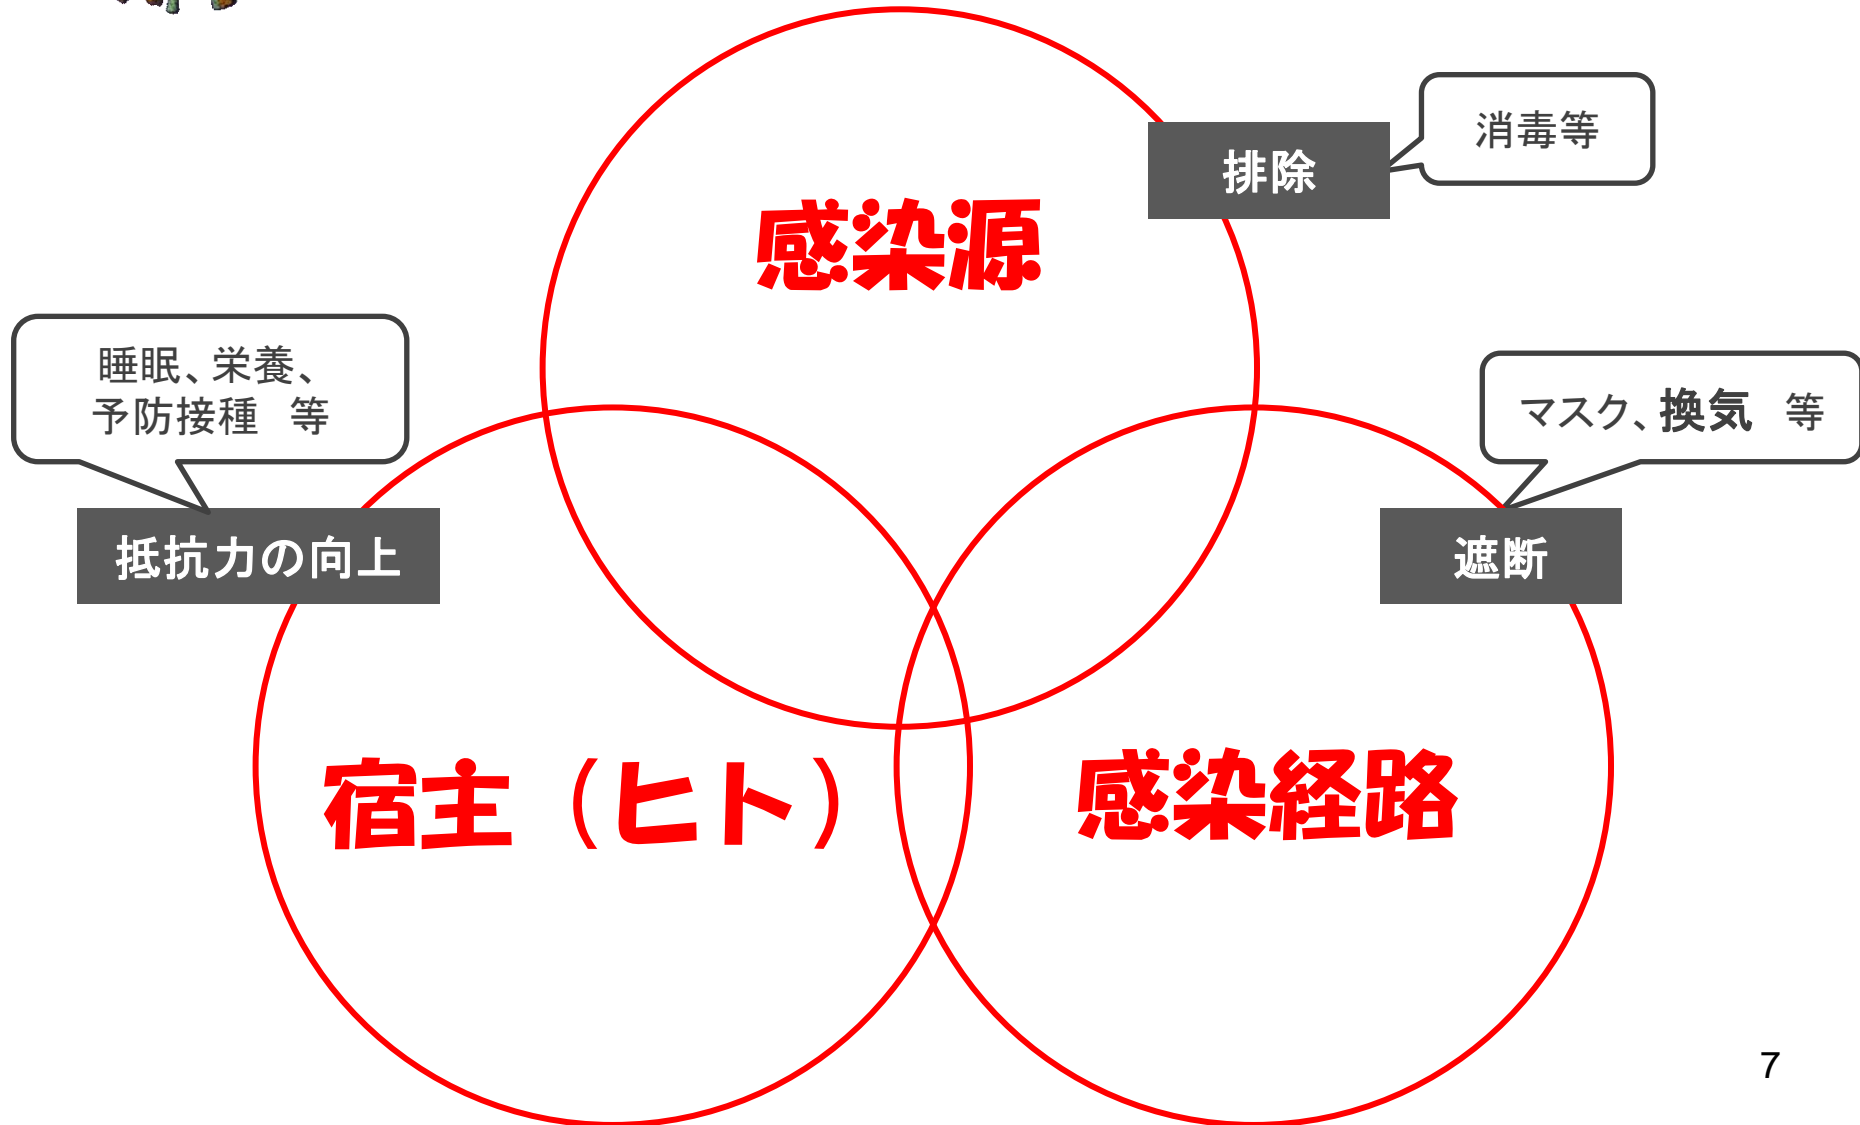 消毒等
排除
感染源
睡眠、栄養、
予防接種　等
マスク、換気　等
抵抗力の向上
遮断
宿主（ヒト）
感染経路
7